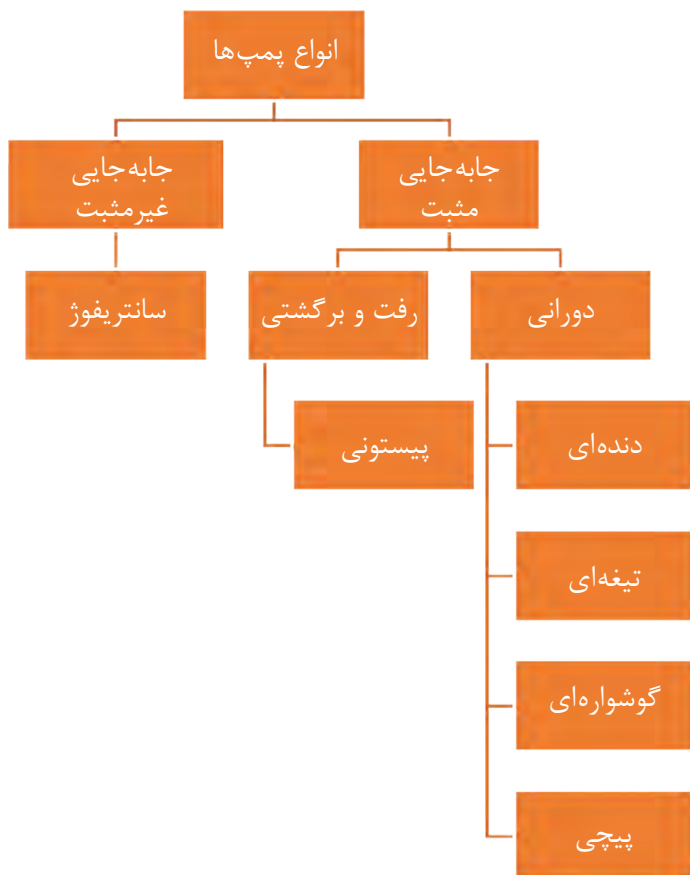 انواع پمپ‌ها
جابه‌جایی
مثبت
جابه‌جایی
غیرمثبت
دورانی
رفت و برگشتی
سانتریفوژ
دنده‌ای
پیستونی
تیغه‌ای
گوشواره‌ای
پیچی